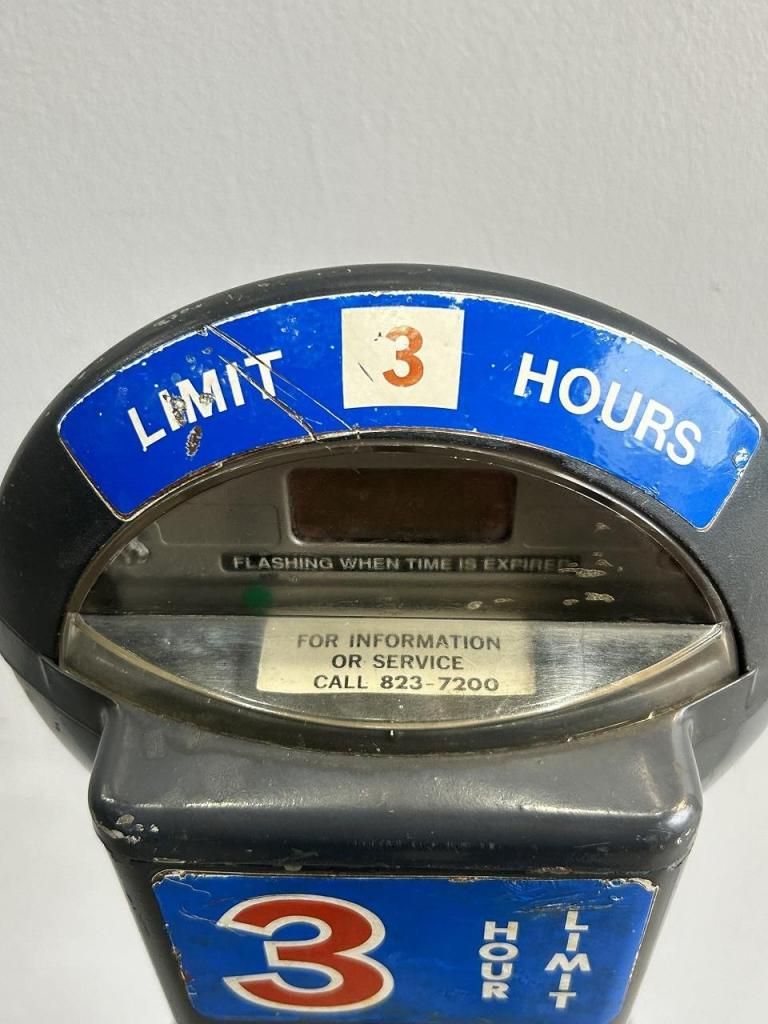 LIMIT 3 HOURS
FLASHING WHEN TIME IS EXPIRED
FOR INFORMATION
OR SERVICE
CALL 823-7200
3 HOUR LIMIT